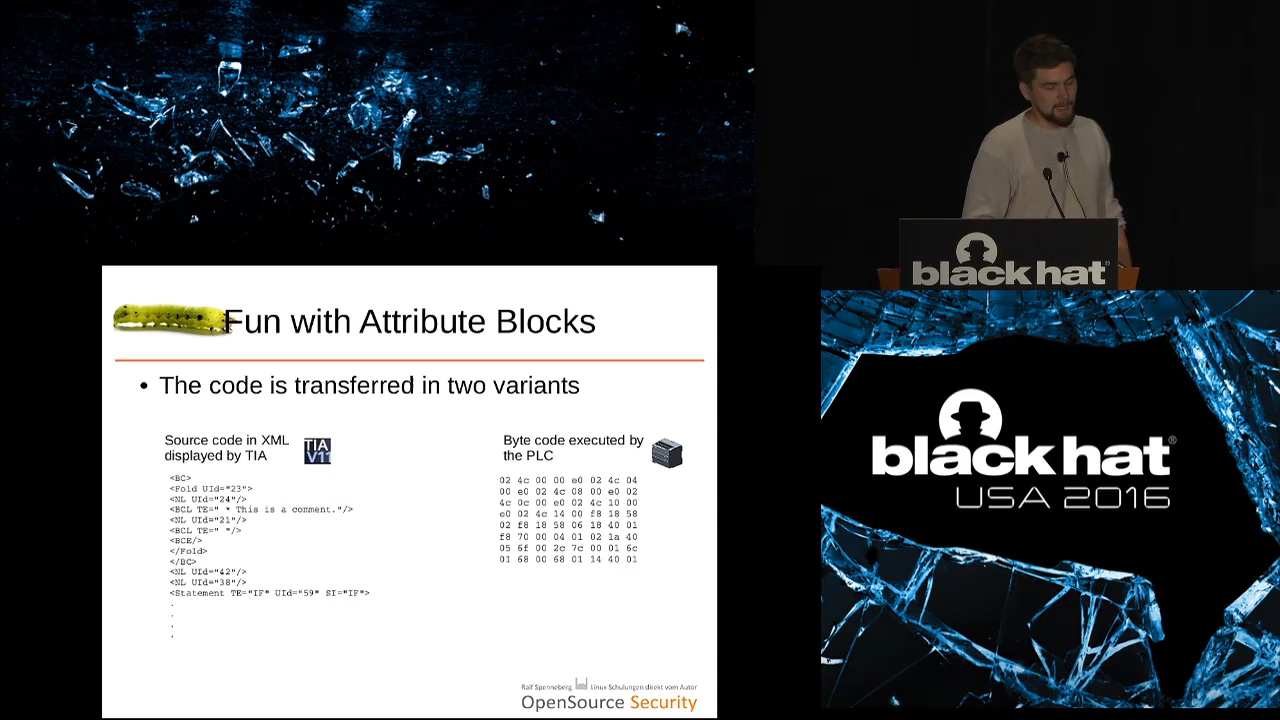 black hat®
Fun with Attribute Blocks
• The code is transferred in two variants
Source code in XML
displayed by TIA
TIA
V11
<BC>
<Fold UId="23">
<NL UId="24"/>
<BCL TE=" * This is a comment."/>
<NL UId="21"/>
<BCL TE=" "/>
<BCE/>
</Fold>
</BC>
<NL UId="42"/>
<NL UId="38"/>
<Statement TE="IF" UId="59" SI="IF">
.
.
.
.
Byte code executed by
the PLC
02 4c 00 00 e0 02 4c 04
00 e0 02 4c 08 00 e0 02
4c 0c 00 e0 02 4c 10 00
e0 02 4c 14 00 f8 18 58
02 f8 18 58 06 18 40 01
f8 70 00 04 01 02 1a 40
05 6f 00 2c 7c 00 01 6c
01 68 00 68 01 14 40 01
Ralf Spenneberg Linux Schulungen direkt vom Autor
OpenSource Security
black hat®
USA 2016